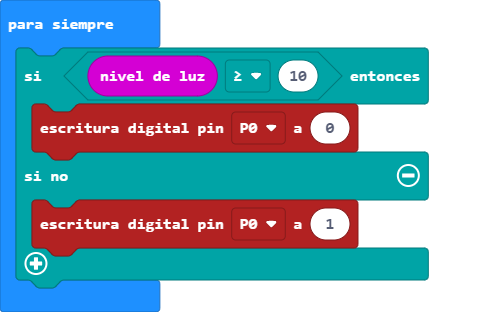 para siempre
si nivel de luz ≥ 10 entonces
escritura digital pin P0 a 0
si no
escritura digital pin P0 a 1